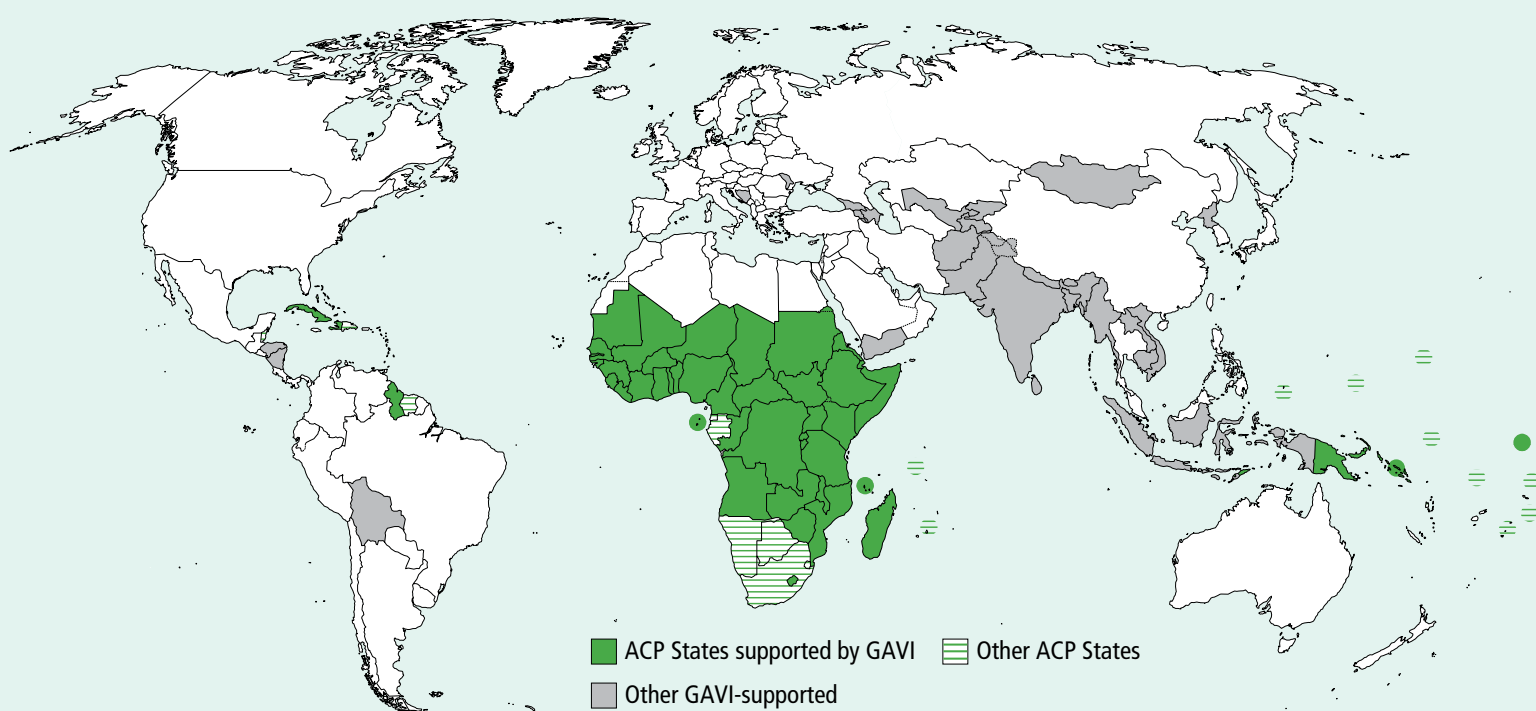 ACP States supported by GAVI
Other ACP States
Other GAVI-supported